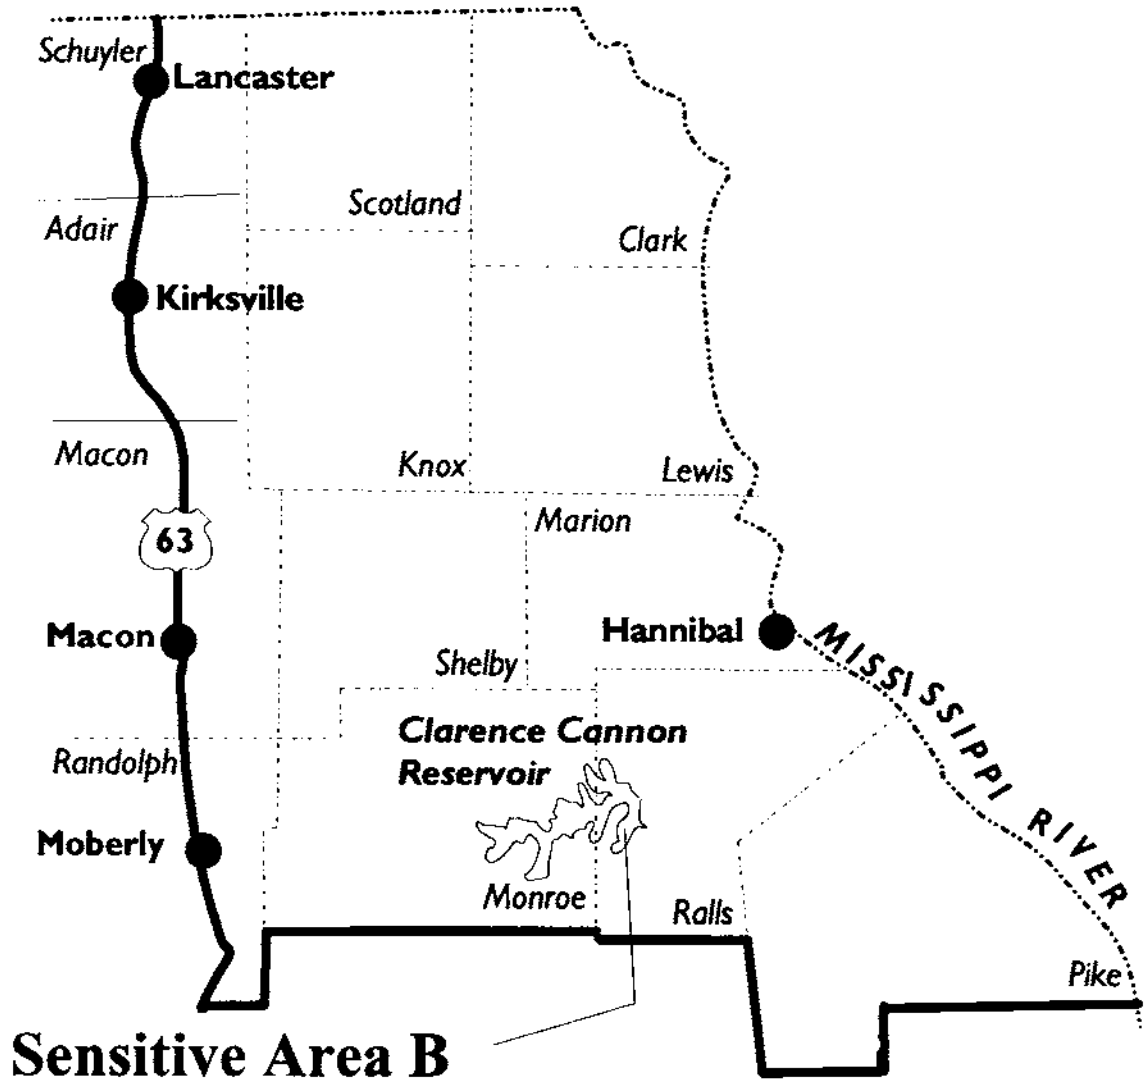 Schuyler
Lancaster
Scotland
Adair
Clark
Kirksville
Macon
Knox
Lewis
Marion
63
Macon
Hannibal
MISSISSIPPI RIVER
Shelby
Clarence Cannon
Reservoir
Randolph
Moberly
Monroe
Ralls
Pike
Sensitive Area B